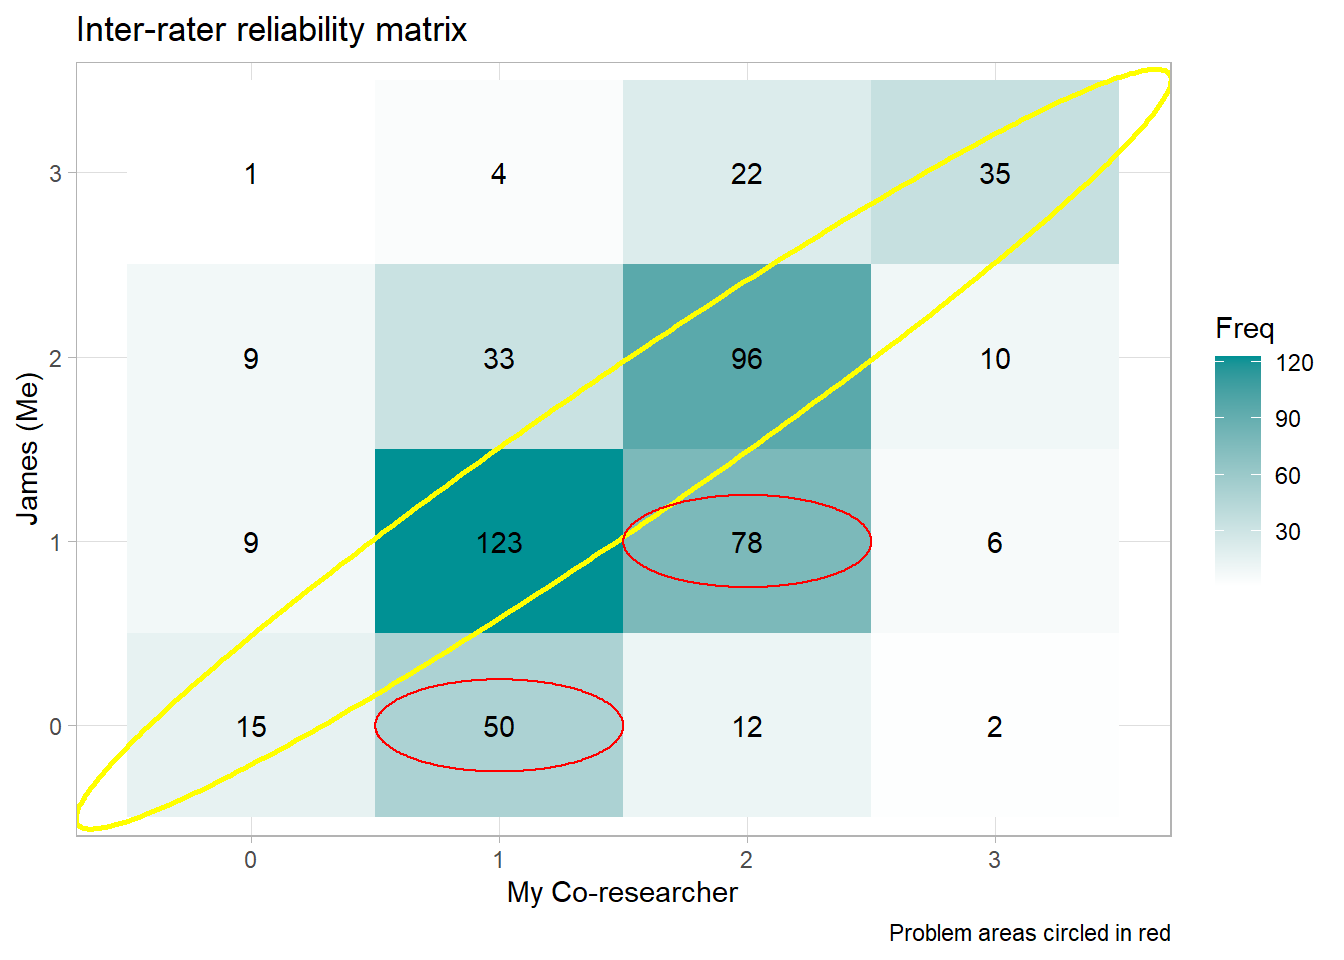 Inter-rater reliability matrix
James (Me)
3
2
1
0
1 4 22 35
9 33 96 10
9 123 78 6
15 50 12 2
0 1 2 3
My Co-researcher
Freq
120
90
60
30
Problem areas circled in red